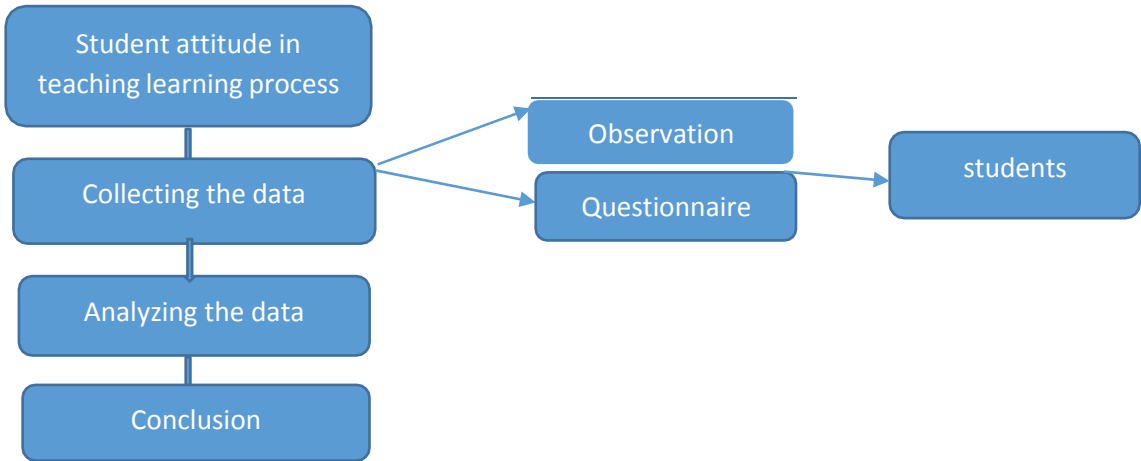 Student attitude in
teaching learning process
Observation
students
Collecting the data
Questionnaire
Analyzing the data
Conclusion